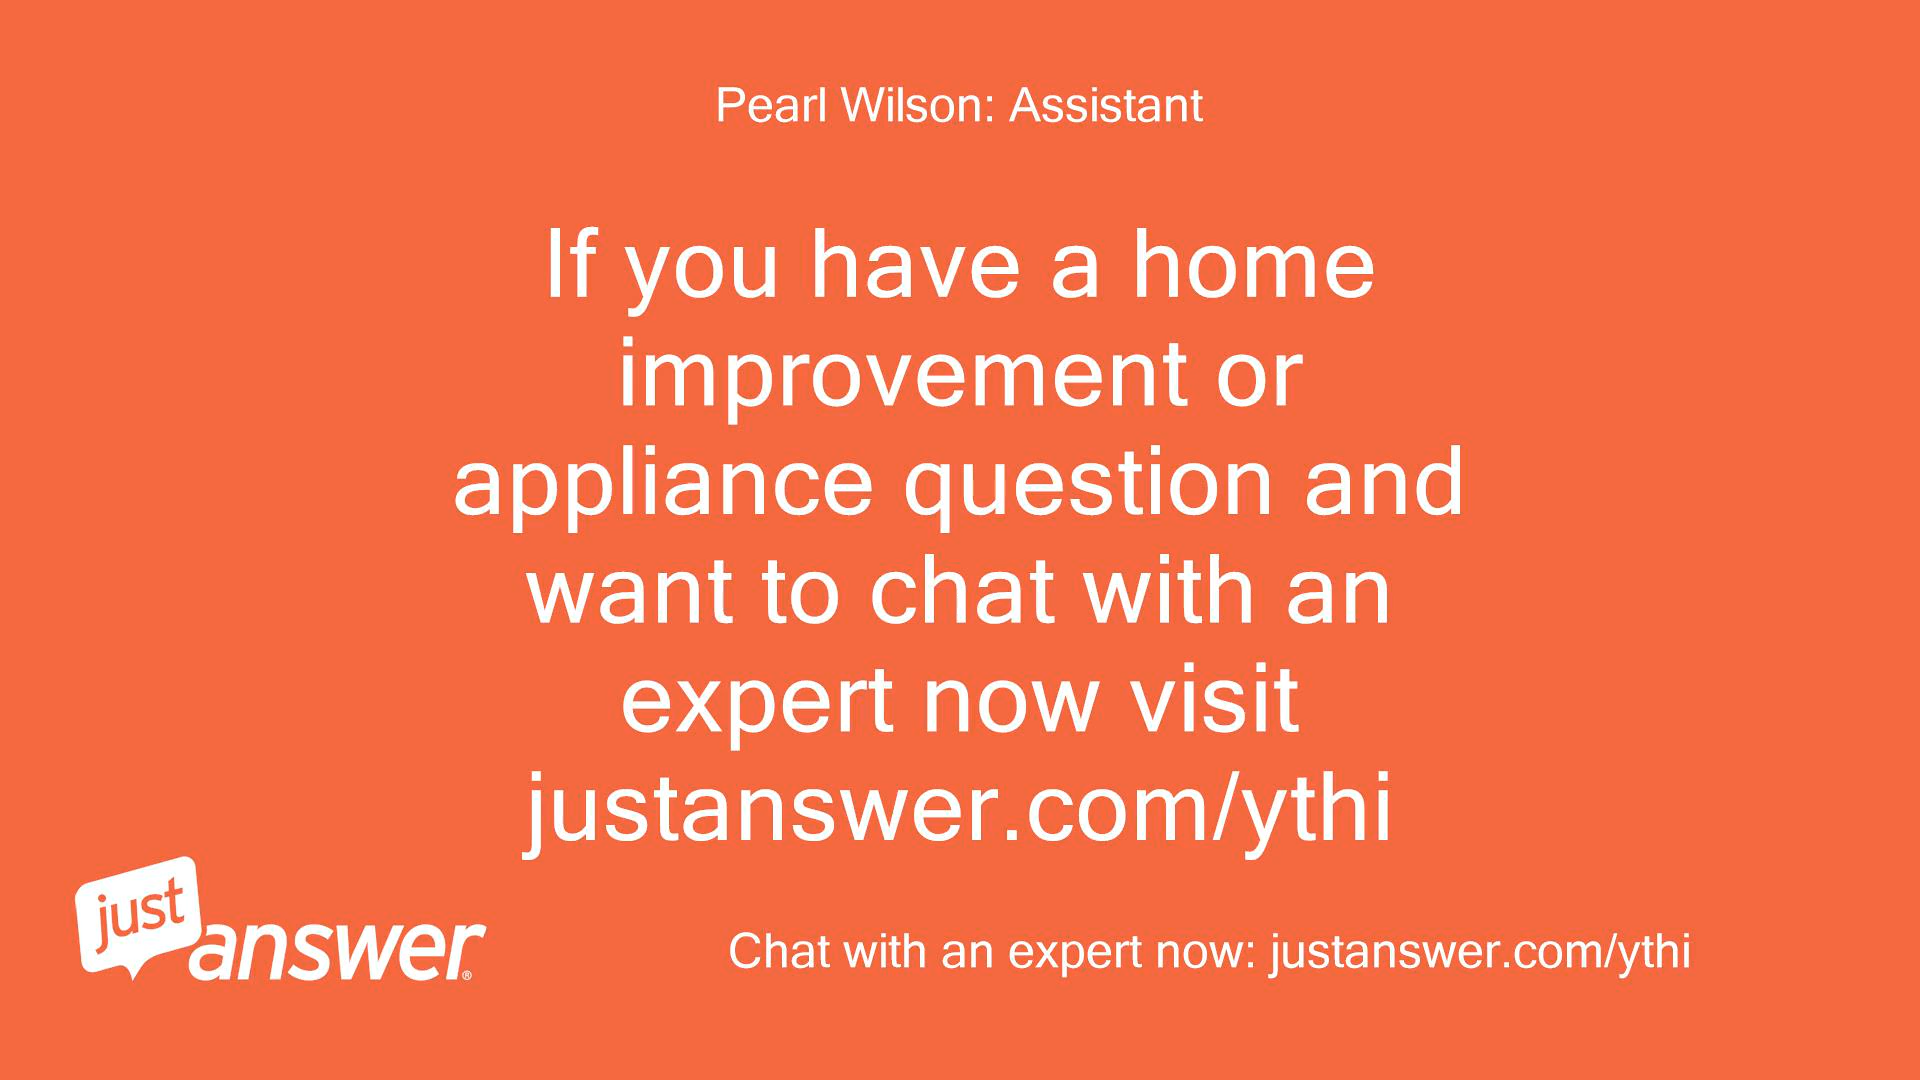 Pearl Wilson: Assistant
If you have a home
improvement or
appliance question and
want to chat with an
expert now visit
justanswer.com/ythi
just
answer®
Chat with an expert now: justanswer.com/ythi